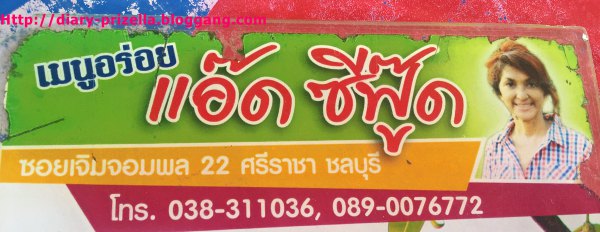 Http://diary-prizella.bloggang.com
เมนูอร่อย
แอ๊ด ซีฟู๊ด
ซอยเจิมจอมพล 22 ศรีราชา ชลบุรี
โทร. 038-311036, 089-0076772